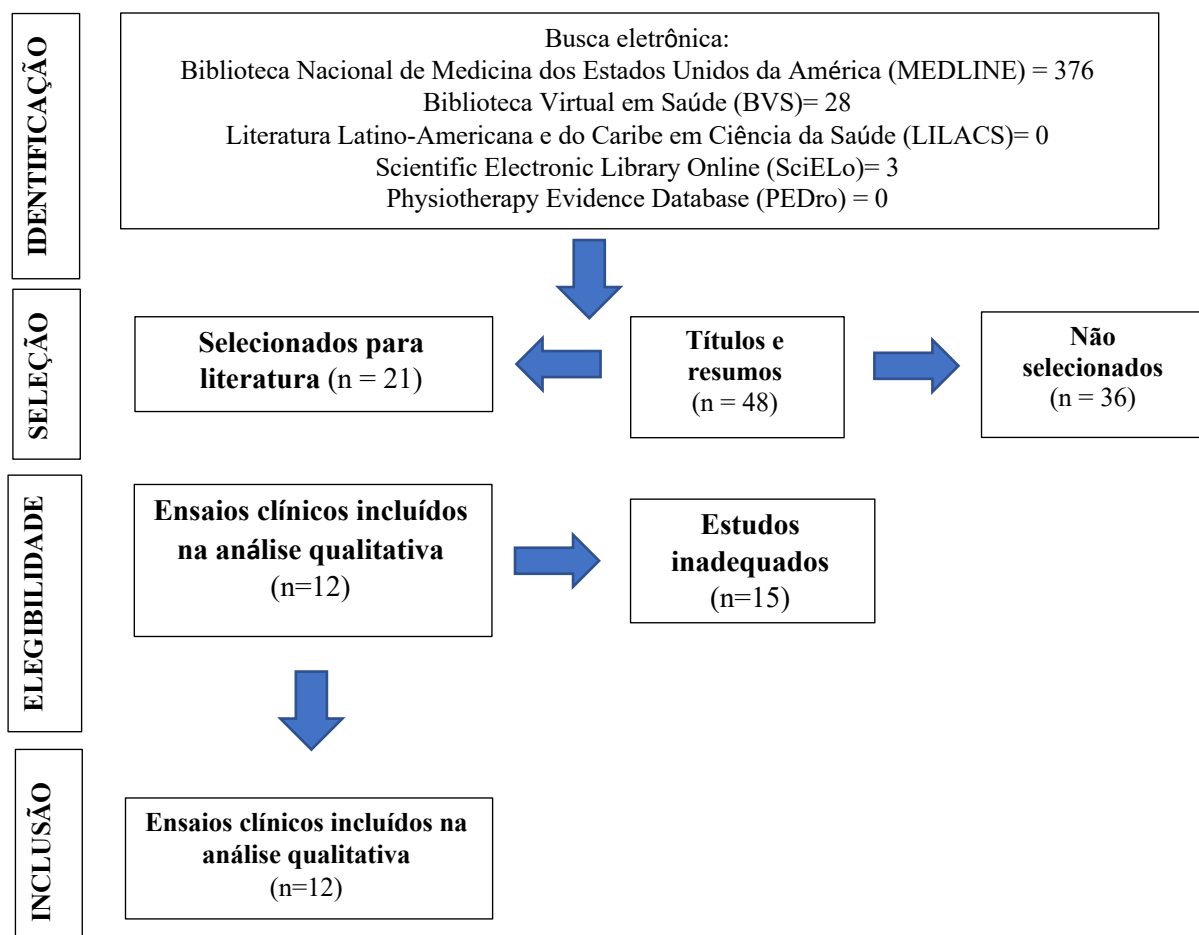 IDENTIFICAÇÃO
Busca eletrônica:
Biblioteca Nacional de Medicina dos Estados Unidos da América (MEDLINE) = 376
Biblioteca Virtual em Saúde (BVS)= 28
Literatura Latino-Americana e do Caribe em Ciência da Saúde (LILACS)= 0
Scientific Electronic Library Online (SciELo)= 3
Physiotherapy Evidence Database (PEDro) = 0
SELEÇÃO
Selecionados para
literatura (n = 21)
Títulos e
resumos
(n = 48)
Não
selecionados
(n = 36)
ELEGIBILIDADE
Ensaios clínicos incluídos
na análise qualitativa
(n=12)
Estudos
inadequados
(n=15)
INCLUSÃO
Ensaios clínicos incluídos na
análise qualitativa
(n=12)